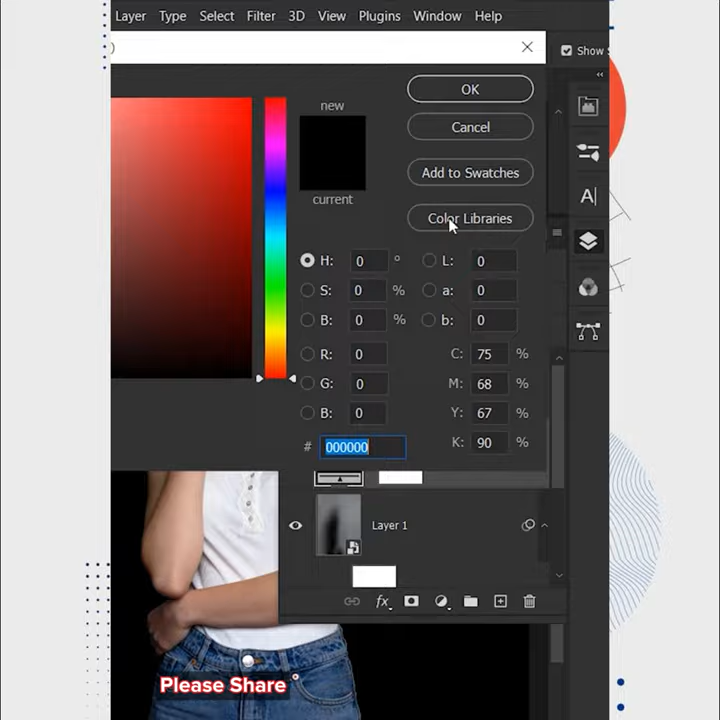 Layer Type Select Filter 3D View Plugins Window Help
)
Show
OK
new
Cancel
Add to Swatches
current
Color Libraries
H: 0 ° L: 0
S: 0 % a: 0
B: 0 % b: 0
R: 0 C: 75 %
G: 0 M: 68 %
B: 0 Y: 67 %
# 000000 K: 90 %
Layer 1
fx
Please Share